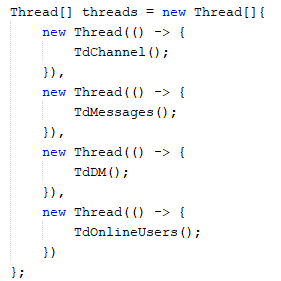 Thread[] threads = new Thread[]{
    new Thread(() -> {
        TdChannel();
    }),
    new Thread(() -> {
        TdMessages();
    }),
    new Thread(() -> {
        TdDM();
    }),
    new Thread(() -> {
        TdOnlineUsers();
    })
};